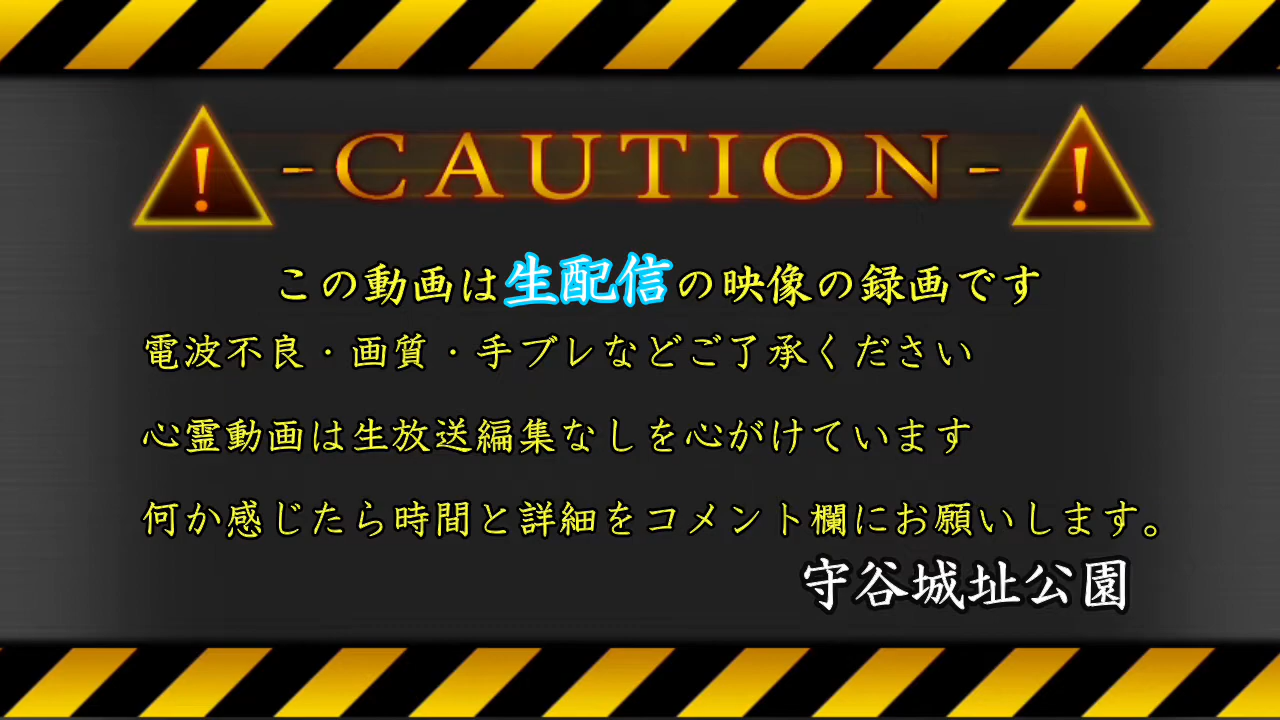 ! -CAUTION- !
この動画は生配信の映像の録画です
電波不良・画質・手ブレなどご了承ください
心霊動画は生放送編集なしを心がけています
何か感じたら時間と詳細をコメント欄にお願いします。
守谷城址公園